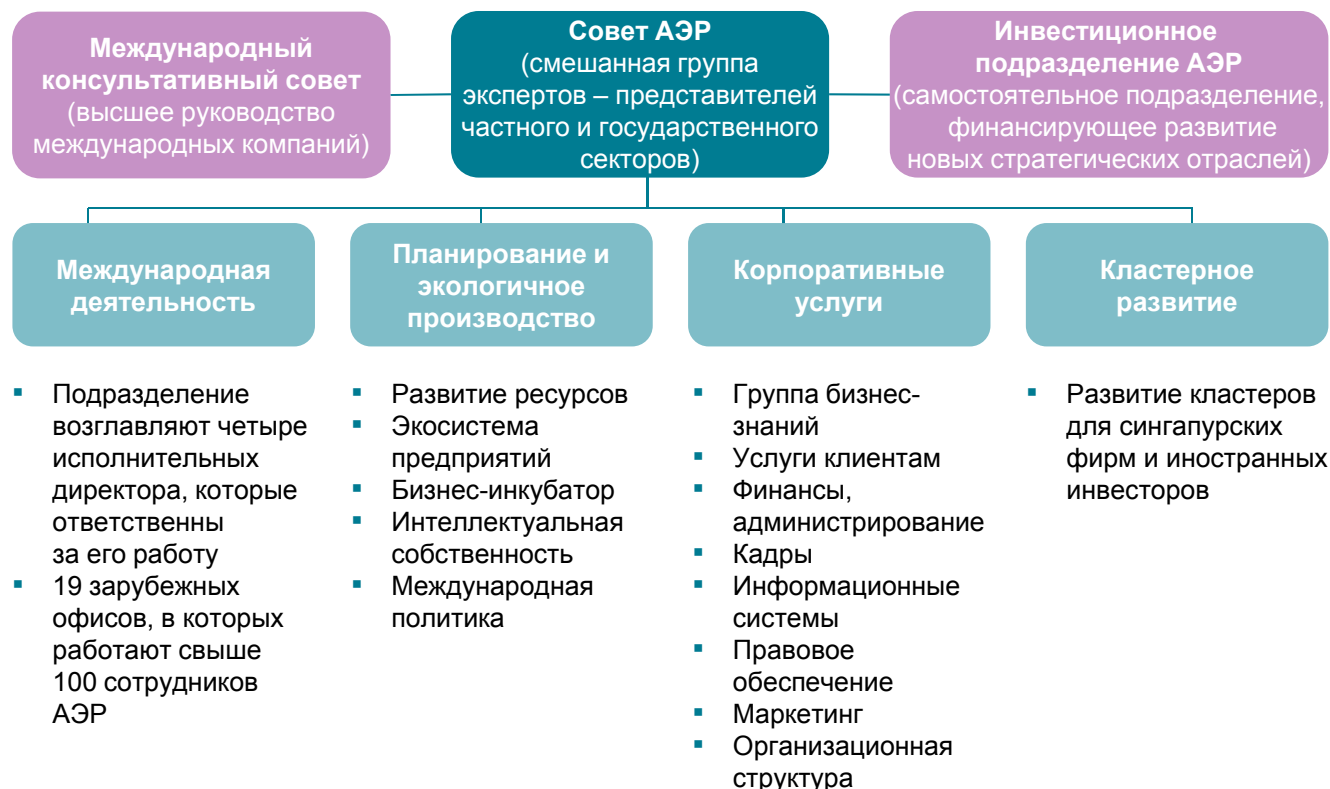 Международный
консультативный совет
(высшее руководство
международных компаний)
Совет АЭР
(смешанная группа
экспертов – представителей
частного и государственного
секторов)
Инвестиционное
подразделение АЭР
(самостоятельное подразделение,
финансирующее развитие
новых стратегических отраслей)
Международная
деятельность
Планирование и
экологичное
производство
Корпоративные
услуги
Кластерное
развитие
▪ Подразделение
возглавляют четыре
исполнительных
директора, которые
ответственны
за его работу
▪ 19 зарубежных
офисов, в которых
работают свыше
100 сотрудников
АЭР
▪ Развитие ресурсов
▪ Экосистема
предприятий
▪ Бизнес-инкубатор
▪ Интеллектуальная
собственность
▪ Международная
политика
▪ Группа бизнес-
знаний
▪ Услуги клиентам
▪ Финансы,
администрирование
▪ Кадры
▪ Информационные
системы
▪ Правовое
обеспечение
▪ Маркетинг
▪ Организационная
структура
▪ Развитие кластеров
для сингапурских
фирм и иностранных
инвесторов